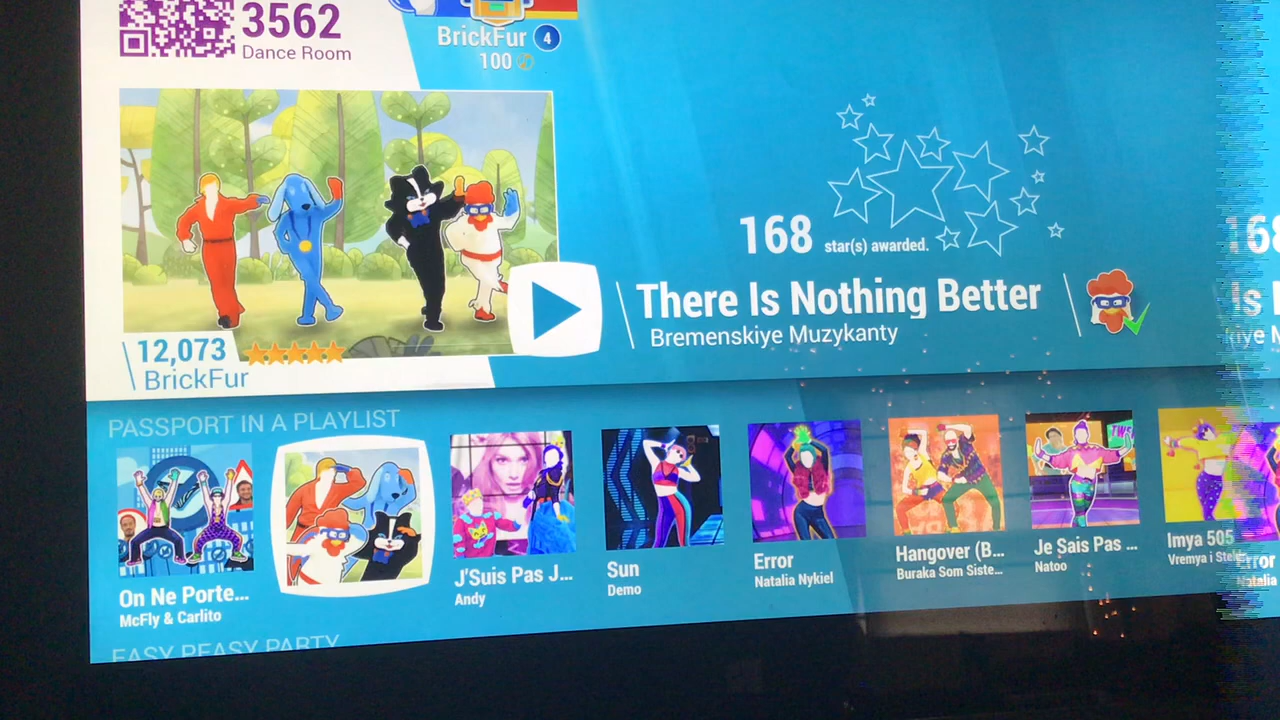 3562
Dance Room
BrickFur 4
100
168 star(s) awarded.
There Is Nothing Better
Bremenskiye Muzykanty
12,073
BrickFur
PASSPORT IN A PLAYLIST
On Ne Porte...
McFly & Carlito
J'Suis Pas J...
Andy
Sun
Demo
Error
Natalia Nykiel
Hangover (B...
Buraka Som Siste...
Je Sais Pas ...
Natoo
Imya 505
Vremya i
EASY PEASY PARTY